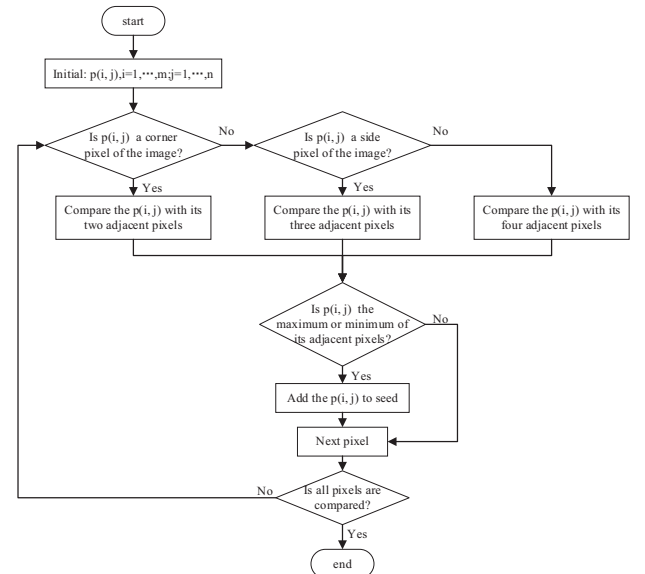 start
Initial: p(i, j),i=1,···,m;j=1,···,n
Is p(i, j) a corner
pixel of the image?
No
Is p(i, j) a side
pixel of the image?
No
Yes
Yes
Compare the p(i, j) with its
two adjacent pixels
Compare the p(i, j) with its
three adjacent pixels
Compare the p(i, j) with its
four adjacent pixels
Is p(i, j) the
maximum or minimum of
its adjacent pixels?
No
Yes
Add the p(i, j) to seed
Next pixel
No
Is all pixels are
compared?
Yes
end